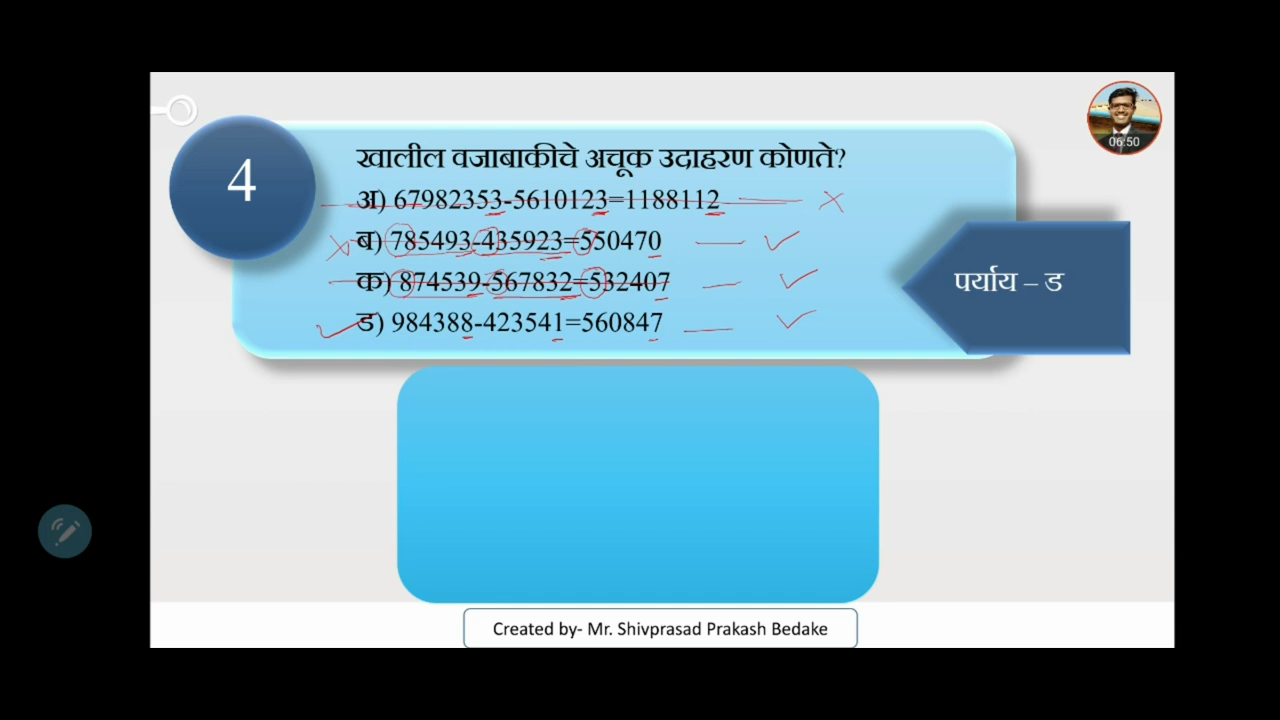 06:50
4
खालील वजाबाकीचे अचूक उदाहरण कोणते?
अ) 67982353-5610123=1188112
ब) 785493-435923=550470
क) 874539-567832=532407
ड) 984388-423541=560847
पर्याय – ड
Created by- Mr. Shivprasad Prakash Bedake